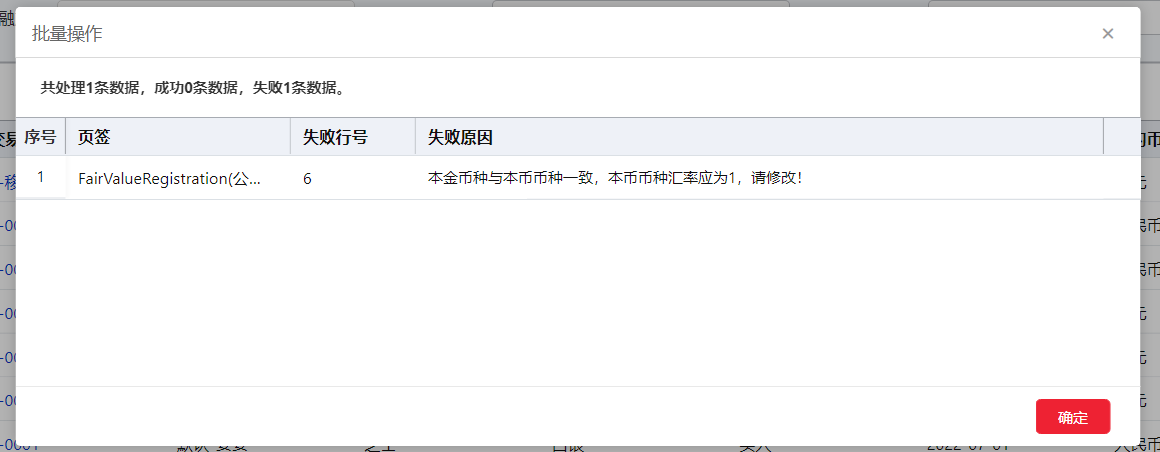 批量操作
×
共处理1条数据，成功0条数据，失败1条数据。
序号 页签 失败行号 失败原因
1 FairValueRegistration(公... 6 本金币种与本币币种一致，本币币种汇率应为1，请修改！
确定
2022-07-01